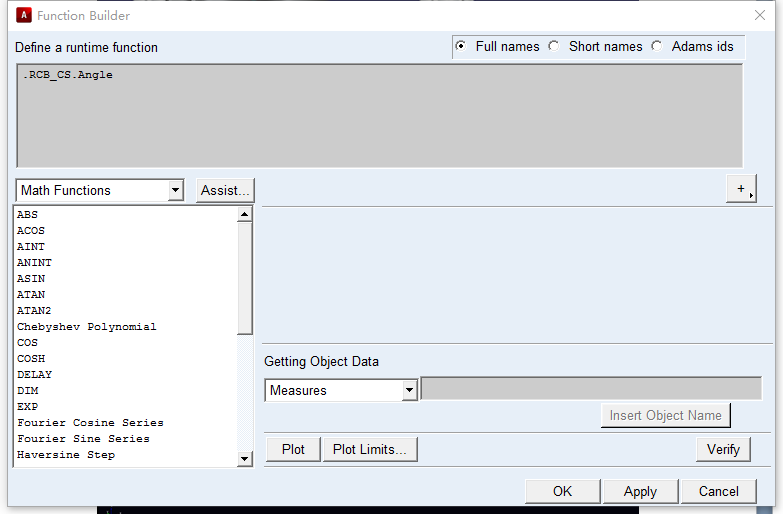 Function Builder
Define a runtime function
Full names Short names Adams ids
.RCB_CS.Angle
Math Functions
Assist...
+
ABS
ACOS
AINT
ANINT
ASIN
ATAN
ATAN2
Chebyshev Polynomial
COS
COSH
DELAY
DIM
EXP
Fourier Cosine Series
Fourier Sine Series
Haversine Step
Getting Object Data
Measures
Insert Object Name
Plot
Plot Limits...
Verify
OK
Apply
Cancel